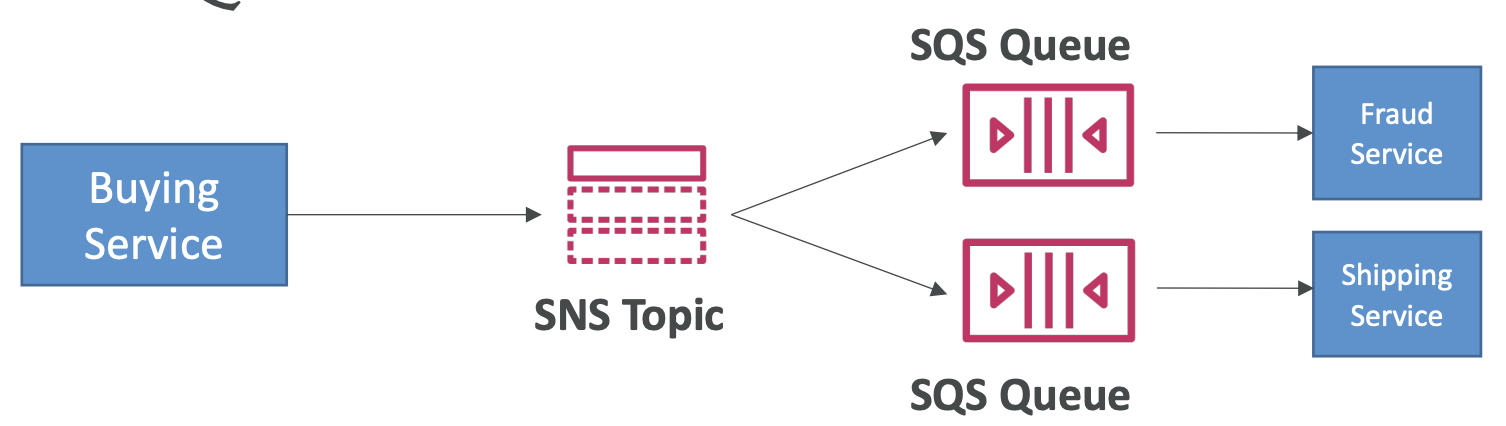 Buying
Service
SNS Topic
SQS Queue
SQS Queue
Fraud
Service
Shipping
Service